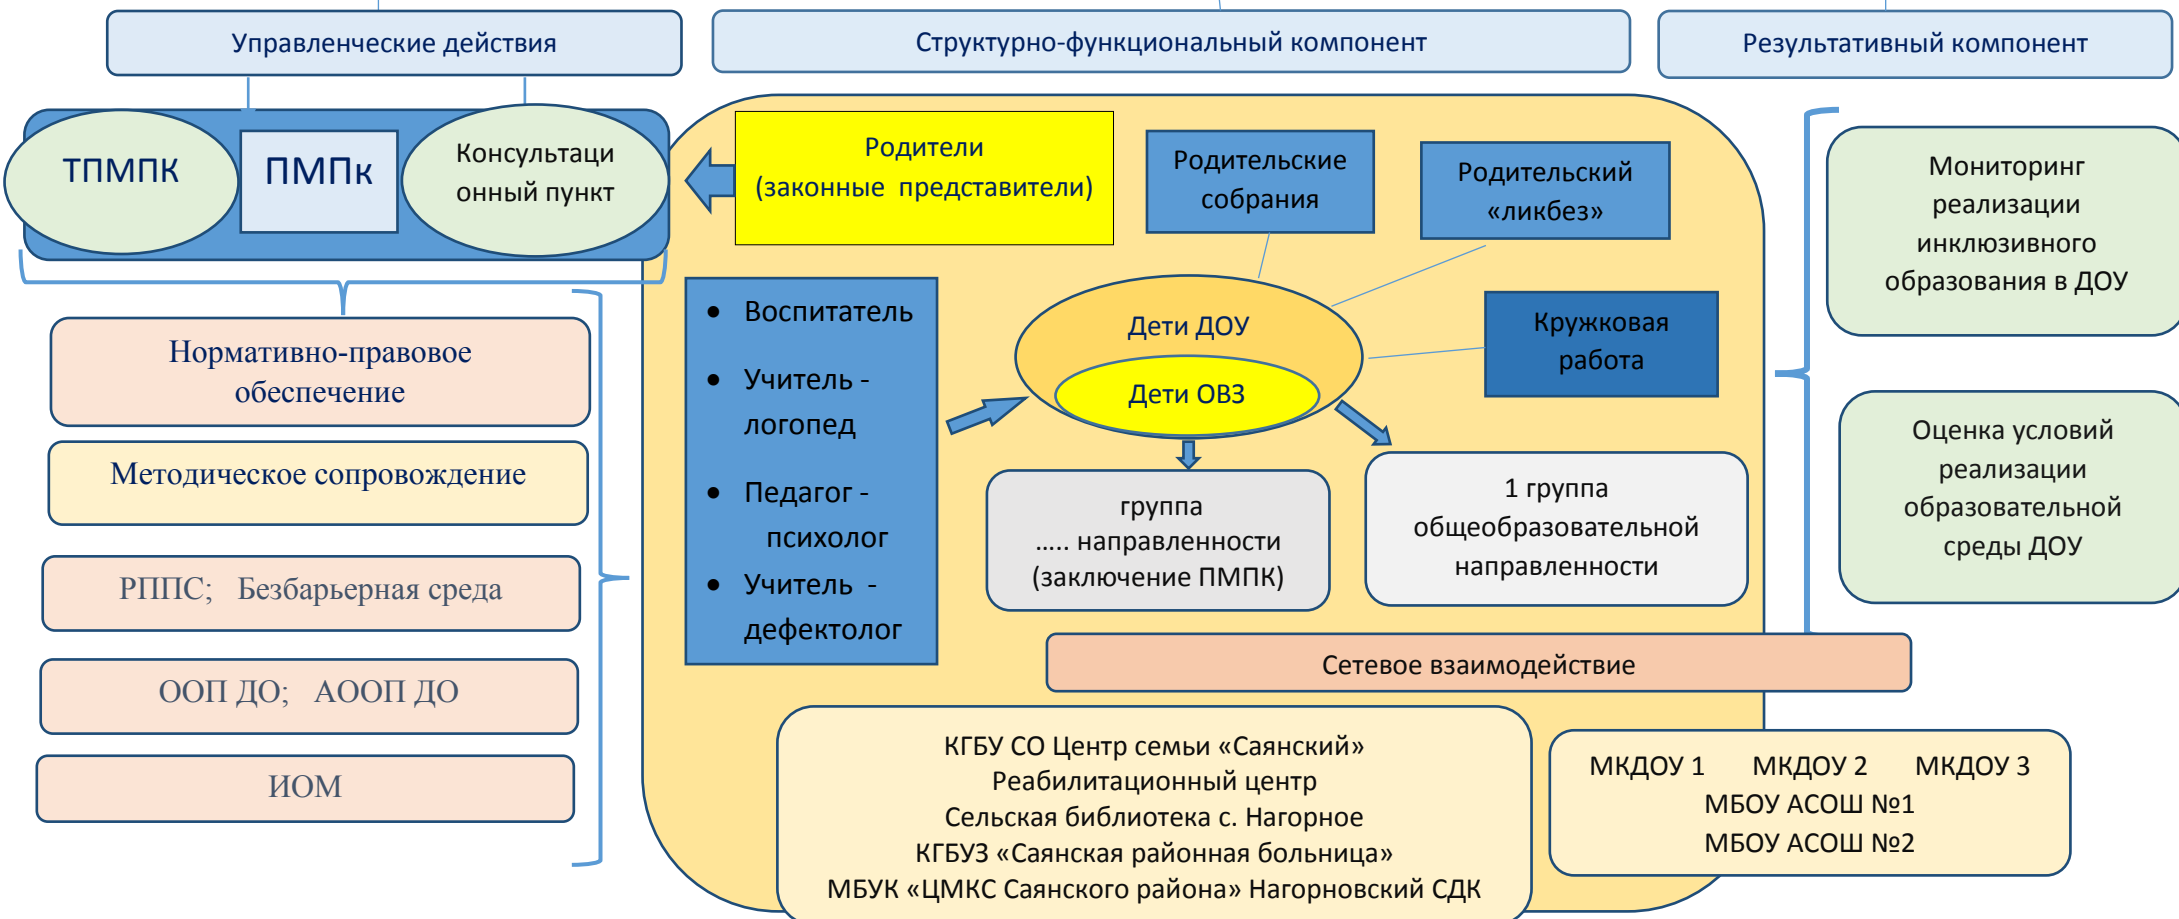 Управленческие действия
Структурно-функциональный компонент
Результативный компонент
ТПМПК
ПМПк
Консультаци
онный пункт
Родители
(законные представители)
Родительские
собрания
Родительский
«ликбез»
Мониторинг
реализации
инклюзивного
образования в ДОУ
Нормативно-правовое
обеспечение
Методическое сопровождение
РППС; Безбарьерная среда
ООП ДО; АООП ДО
ИОМ
• Воспитатель
• Учитель -
логопед
• Педагог -
психолог
• Учитель -
дефектолог
Дети ДОУ
Дети ОВЗ
Кружковая
работа
группа
..... направленности
(заключение ПМПК)
1 группа
общеобразовательной
направленности
Оценка условий
реализации
образовательной
среды ДОУ
Сетевое взаимодействие
КГБУ СО Центр семьи «Саянский»
Реабилитационный центр
Сельская библиотека с. Нагорное
КГБУЗ «Саянская районная больница»
МБУК «ЦМКС Саянского района» Нагорновский СДК
МКДОУ 1 МКДОУ 2 МКДОУ 3
МБОУ АСОШ №1
МБОУ АСОШ №2